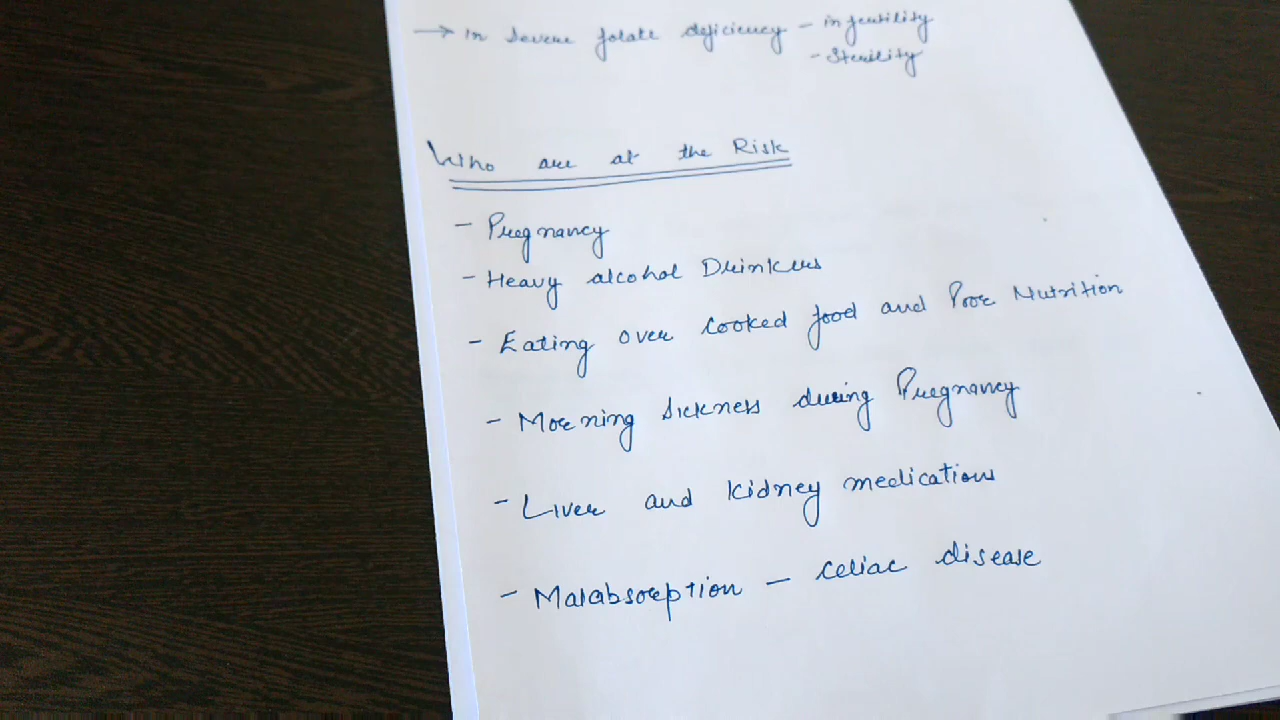 → In severe folate deficiency - infertility
- Sterility
Who are at the Risk
- Pregnancy
- Heavy alcohol Drinkers
- Eating over cooked food and Poor Nutrition
- Morning Sickness during Pregnancy
- Liver and kidney medications
- Malabsorption - celiac disease